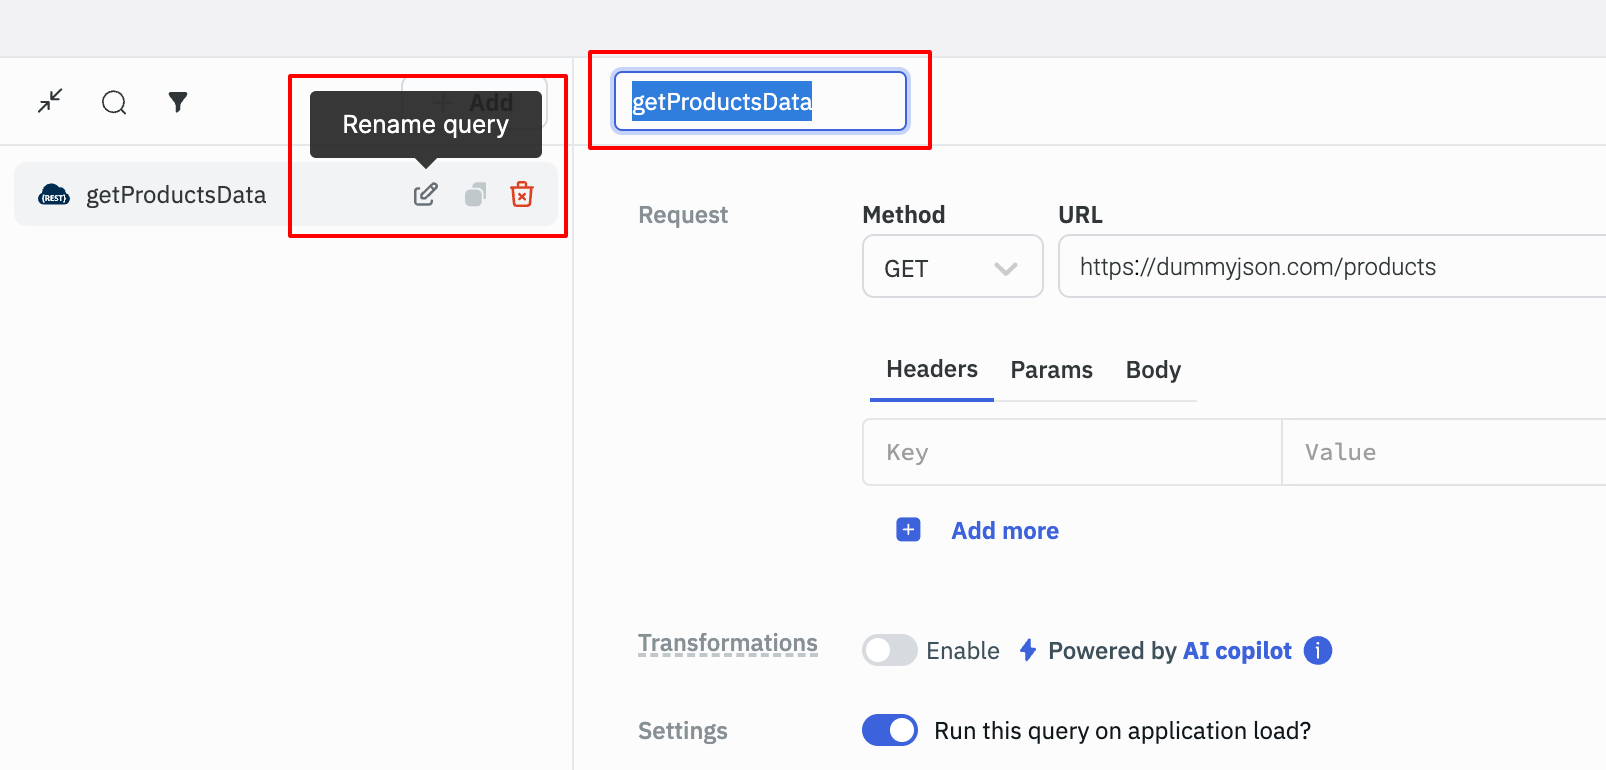 Add
Rename query
getProductsData
{REST}
getProductsData
Request
Method
URL
GET
https://dummyjson.com/products
Headers
Params
Body
Key
Value
Add more
Transformations
Enable
Powered by AI copilot
Settings
Run this query on application load?